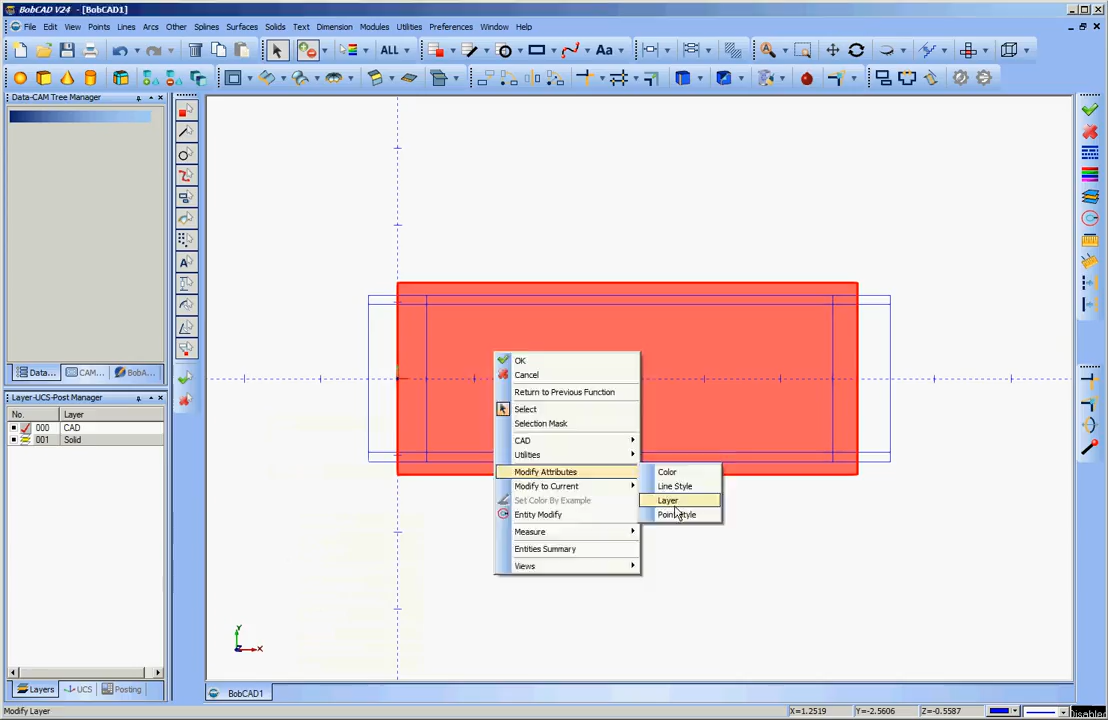 BobCAD V24 - [BobCAD1]
File Edit View Points Lines Arcs Other Splines Surfaces Solids Text Dimension Modules Utilities Preferences Window Help
ALL Aa
Data-CAM Tree Manager
A
Data... CAM... BobA...
Layer-UCS-Post Manager
No. Layer
000 CAD
001 Solid
OK
Cancel
Return to Previous Function
Select
Selection Mask
CAD
Utilities
Modify Attributes
Modify to Current
Set Color By Example
Entity Modify
Measure
Entities Summary
Views
Color
Line Style
Layer
Point Style
Y
Z X
Layers UCS Posting
BobCAD1
Modify Layer X=1.2519 Y=-2.5606 Z=-0.5587 Disabled